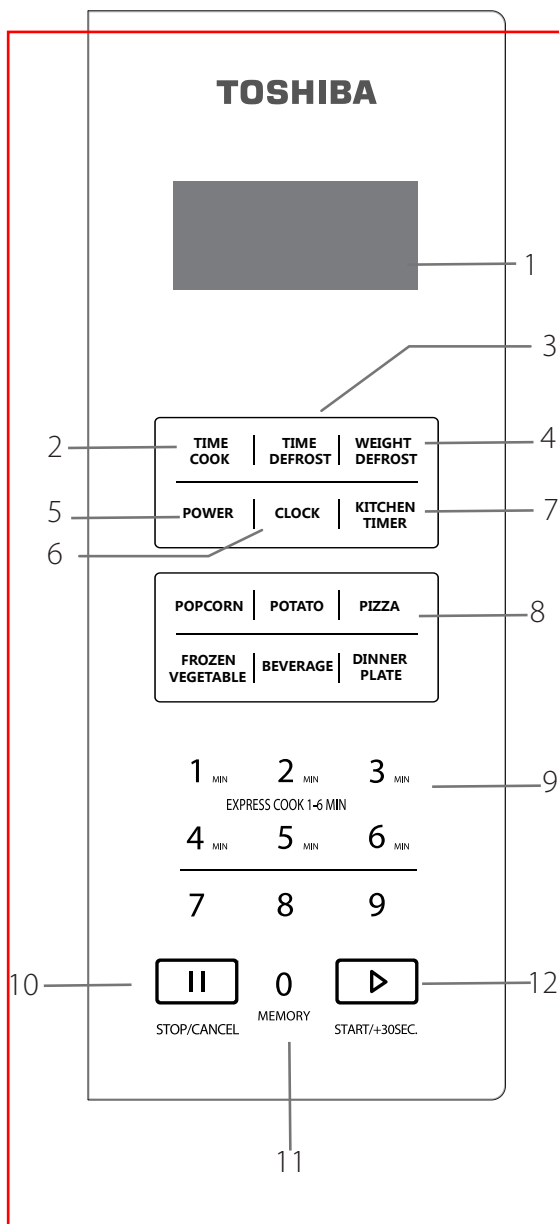 TOSHIBA
1
3
2
TIME COOK
TIME DEFROST
WEIGHT DEFROST
4
5
POWER
CLOCK
KITCHEN TIMER
7
6
POPCORN
POTATO
PIZZA
8
FROZEN VEGETABLE
BEVERAGE
DINNER PLATE
1 MIN 2 MIN 3 MIN
9
EXPRESS COOK 1-6 MIN
4 MIN 5 MIN 6 MIN
7 8 9
10
0
12
STOP/CANCEL
MEMORY
START/+30SEC.
11